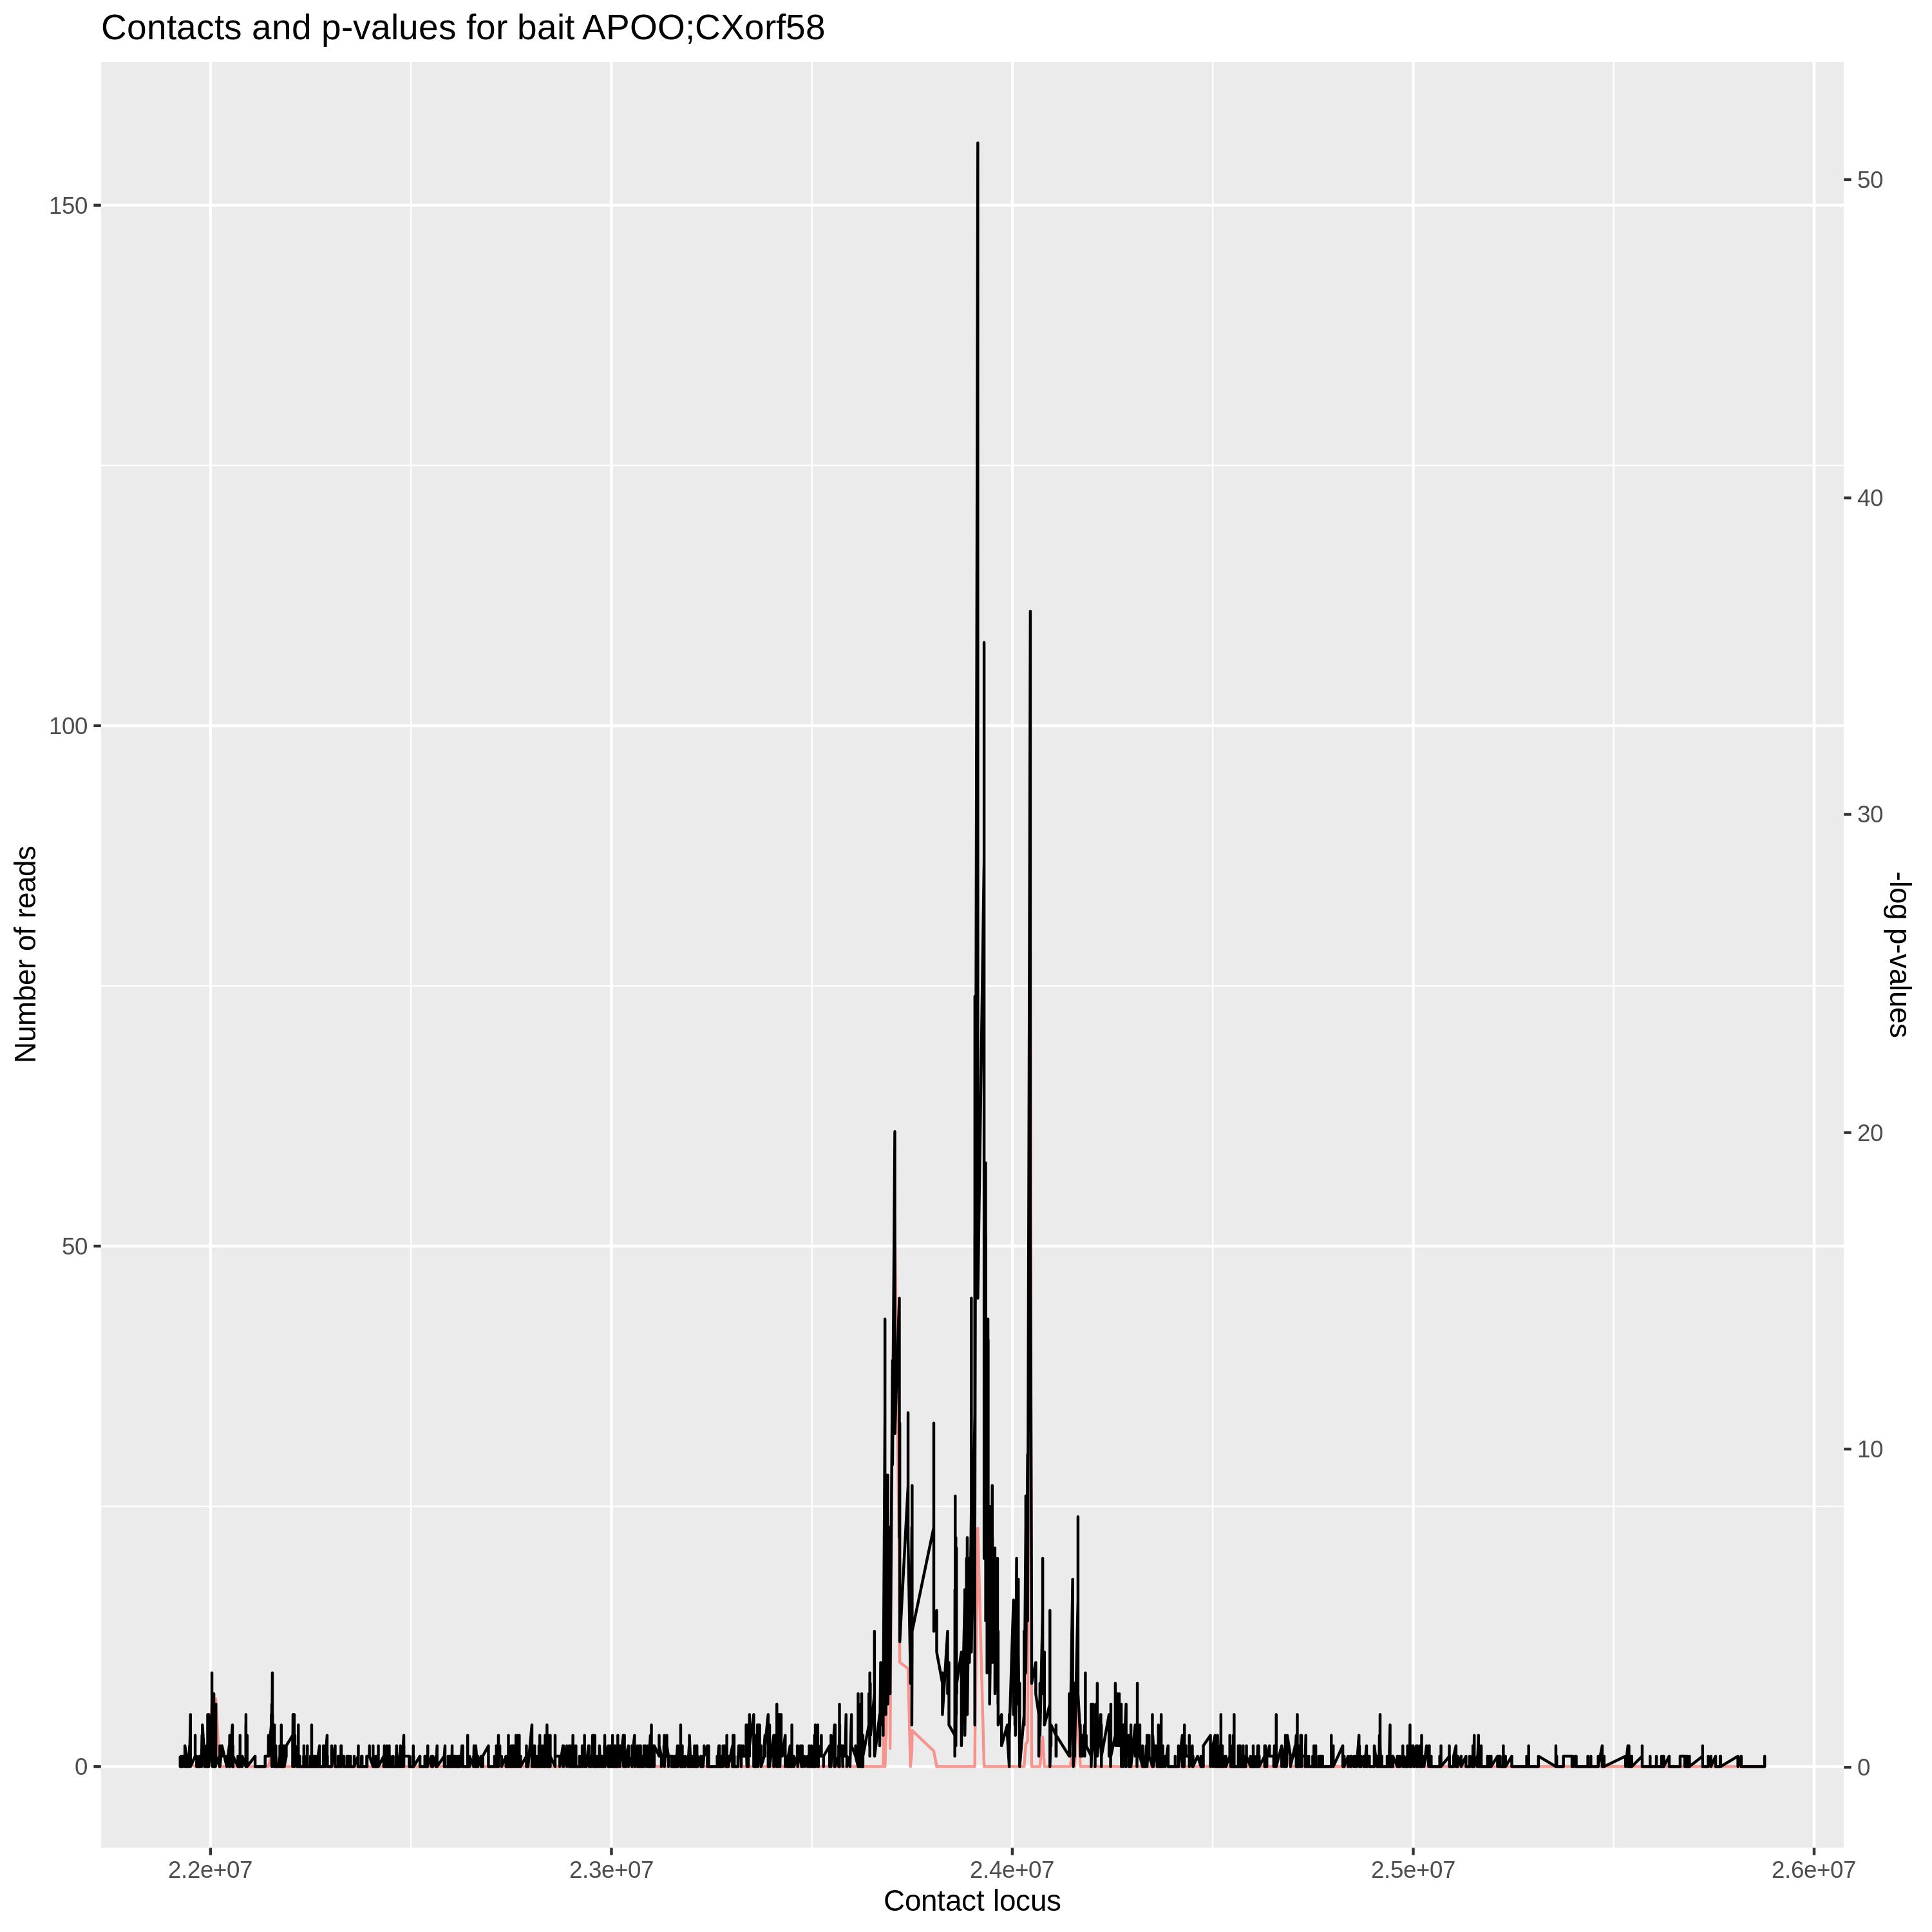 Contacts and p-values for bait APOO;CXorf58
150
100
50
0
Number of reads
50
40
30
20
10
0
-log p-values
2.2e+07
2.3e+07
2.4e+07
2.5e+07
2.6e+07
Contact locus